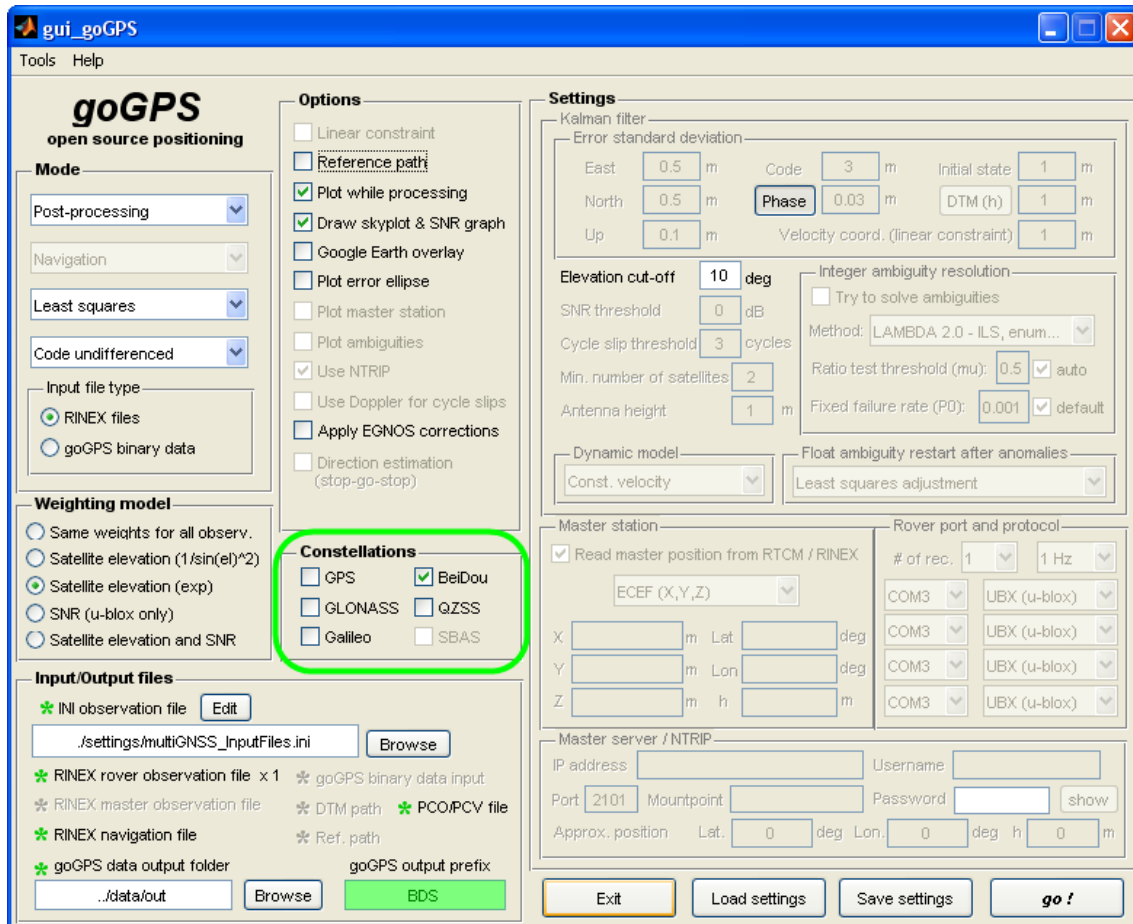 gui_goGPS
Tools Help
goGPS
open source positioning
Mode
Post-processing
Navigation
Least squares
Code undifferenced
Input file type
RINEX files
goGPS binary data
Weighting model
Same weights for all observ.
Satellite elevation (1/sin(el)^2)
Satellite elevation (exp)
SNR (u-blox only)
Satellite elevation and SNR
Options
Linear constraint
Reference path
Plot while processing
Draw skyplot & SNR graph
Google Earth overlay
Plot error ellipse
Plot master station
Plot ambiguities
Use NTRIP
Use Doppler for cycle slips
Apply EGNOS corrections
Direction estimation
(stop-go-stop)
Constellations
GPS BeiDou
GLONASS QZSS
Galileo SBAS
Input/Output files
INI observation file Edit
./settings/multiGNSS_InputFiles.ini Browse
RINEX rover observation file x 1 goGPS binary data input
RINEX master observation file DTM path PCO/PCV file
RINEX navigation file Ref. path
goGPS data output folder goGPS output prefix
../data/out Browse BDS
Settings
Kalman filter
Error standard deviation
East 0.5 m Code 3 m Initial state 1 m
North 0.5 m Phase 0.03 m DTM (h) 1 m
Up 0.1 m Velocity coord. (linear constraint) 1 m
Elevation cut-off 10 deg
SNR threshold 0 dB
Cycle slip threshold 3 cycles
Min. number of satellites 2
Antenna height 1 m
Integer ambiguity resolution
Try to solve ambiguities
Method: LAMBDA 2.0 - ILS, enum...
Ratio test threshold (mu): 0.5 auto
Fixed failure rate (P0): 0.001 default
Dynamic model
Const. velocity
Float ambiguity restart after anomalies
Least squares adjustment
Master station
Read master position from RTCM / RINEX
ECEF (X,Y,Z)
X m Lat deg
Y m Lon deg
Z m h m
Rover port and protocol
# of rec. 1 1 Hz
COM3 UBX (u-blox)
COM3 UBX (u-blox)
COM3 UBX (u-blox)
COM3 UBX (u-blox)
Master server / NTRIP
IP address Username
Port 2101 Mountpoint Password show
Approx. position Lat. 0 deg Lon. 0 deg h 0 m
Exit Load settings Save settings go !